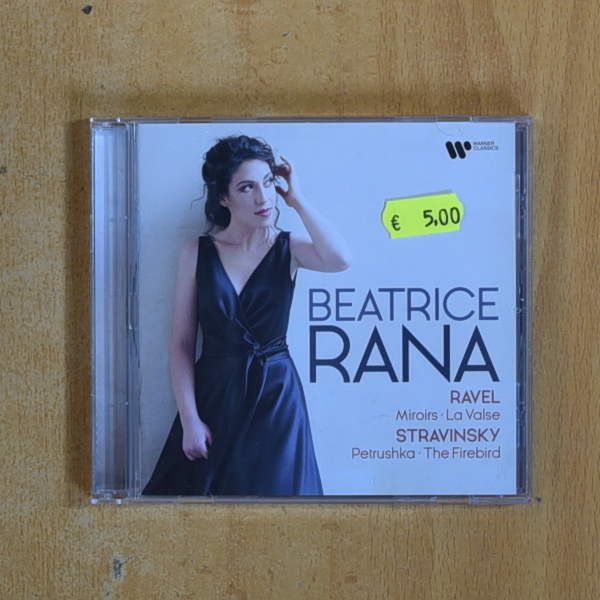 WARNER
CLASSICS
€ 5,00
BEATRICE
RANA
RAVEL
Miroirs · La Valse
STRAVINSKY
Petrushka · The Firebird